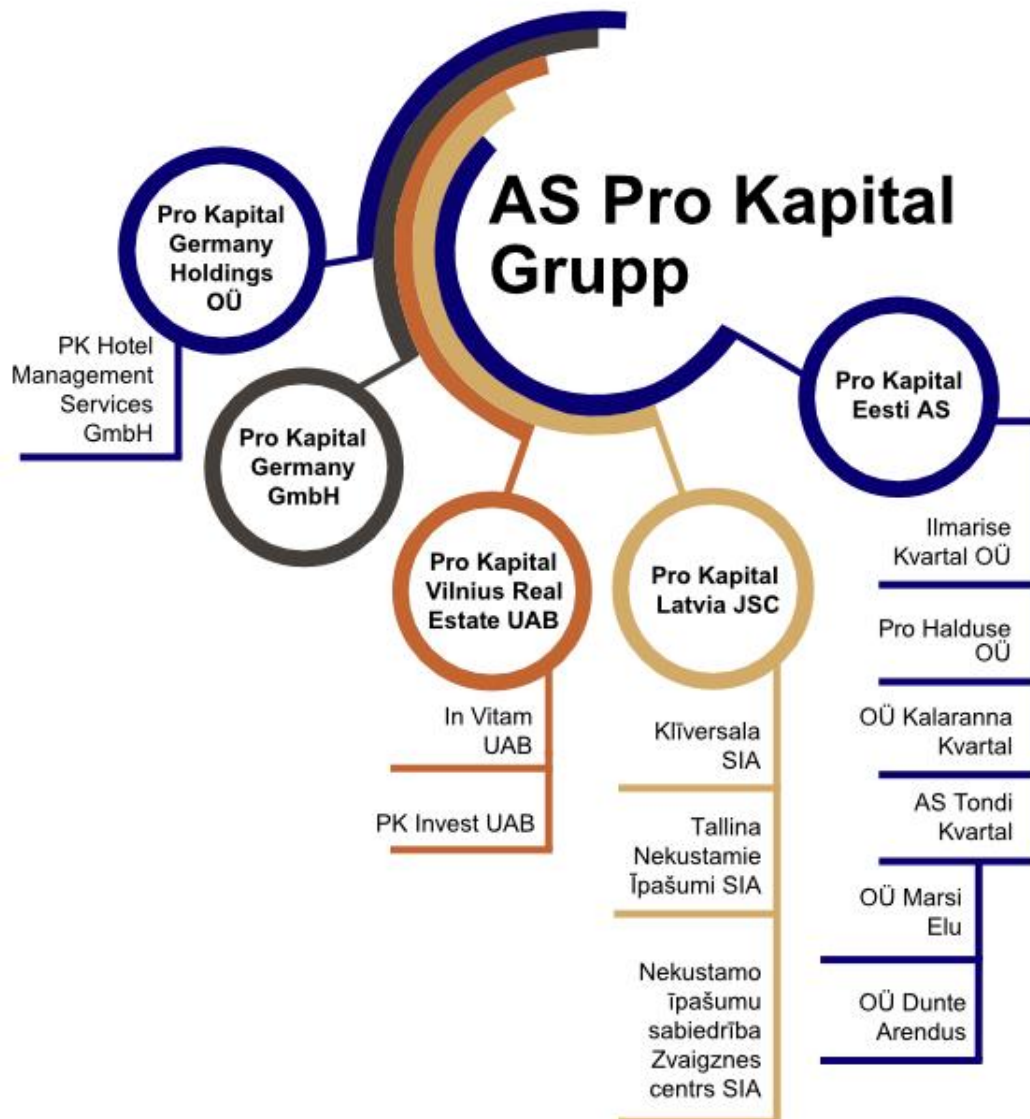 AS Pro Kapital
Grupp
Pro Kapital
Germany
Holdings
OÜ
PK Hotel
Management
Services
GmbH
Pro Kapital
Germany
GmbH
Pro Kapital
Vilnius Real
Estate UAB
In Vitam
UAB
PK Invest UAB
Pro Kapital
Latvia JSC
Klīversala
SIA
Tallina
Nekustamie
Īpašumi SIA
Nekustamo
īpašumu
sabiedrība
Zvaigznes
centrs SIA
Pro Kapital
Eesti AS
Ilmarise
Kvartal OÜ
Pro Halduse
OÜ
OÜ Kalaranna
Kvartal
AS Tondi
Kvartal
OÜ Marsi
Elu
OÜ Dunte
Arendus